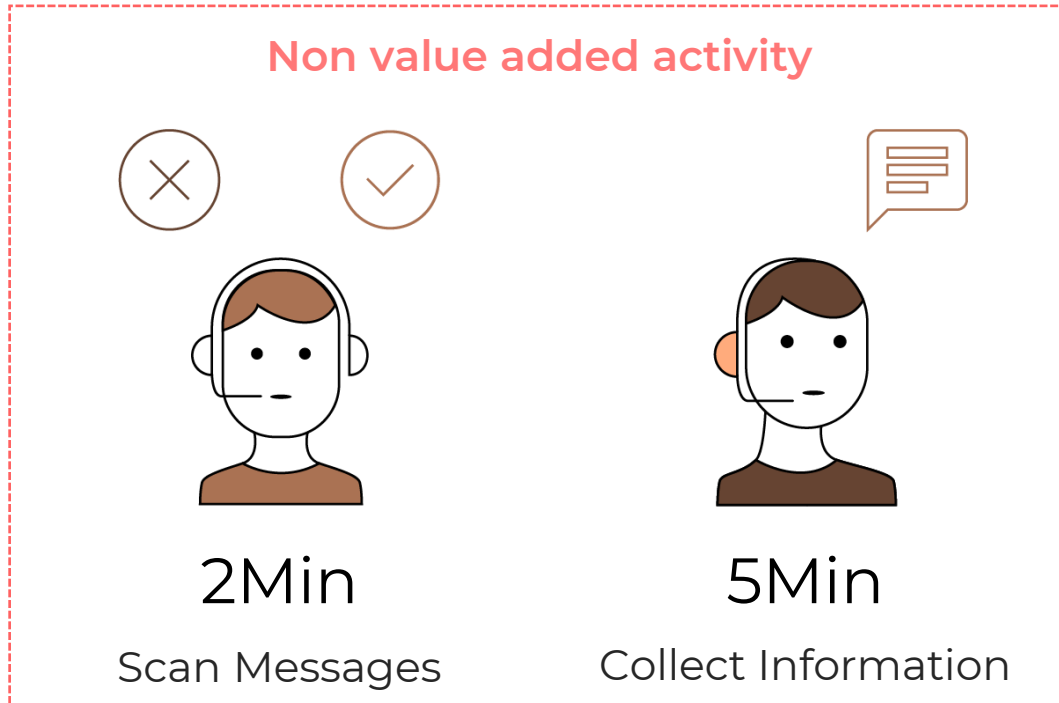 Non value added activity
2Min
5Min
Scan Messages
Collect Information